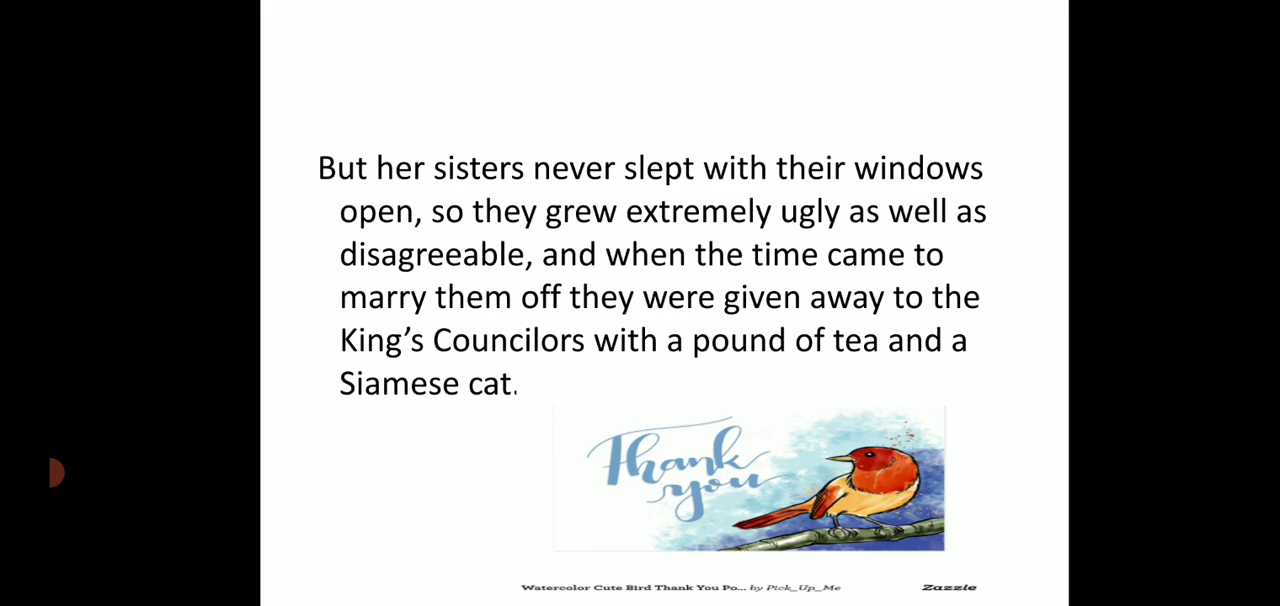 But her sisters never slept with their windows
open, so they grew extremely ugly as well as
disagreeable, and when the time came to
marry them off they were given away to the
King’s Councilors with a pound of tea and a
Siamese cat.
Thank
you
Watercolor Cute Bird Thank You Po... by Pick_Up_Me
Zazzle